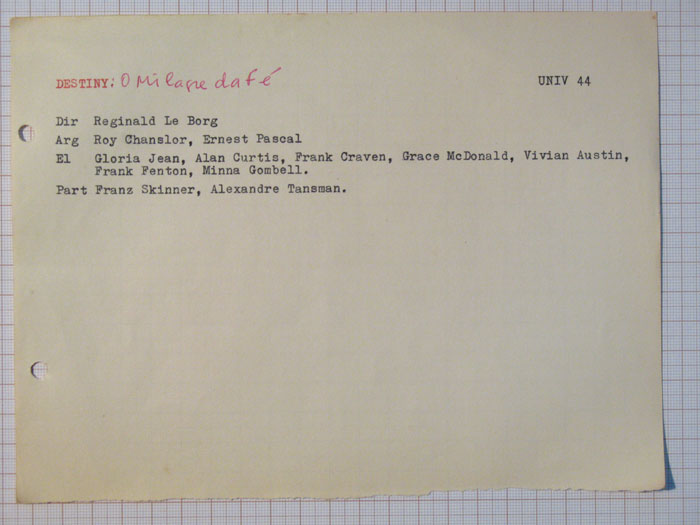 DESTINY: O Milagre da Fé UNIV 44
Dir Reginald Le Borg
Arg Roy Chanslor, Ernest Pascal
El Gloria Jean, Alan Curtis, Frank Craven, Grace McDonald, Vivian Austin,
Frank Fenton, Minna Gombell.
Part Franz Skinner, Alexandre Tansman.